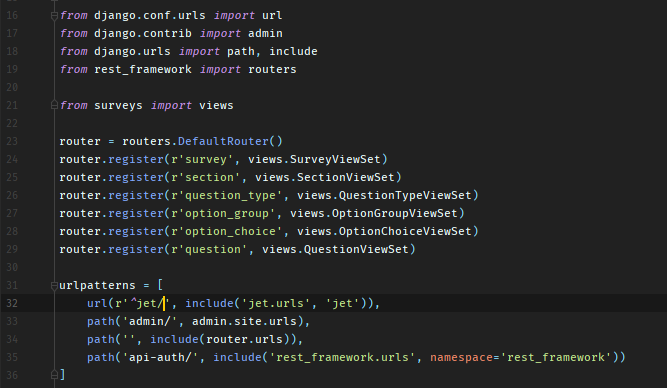 16 from django.conf.urls import url
17 from django.contrib import admin
18 from django.urls import path, include
19 from rest_framework import routers
20
21 from surveys import views
22
23 router = routers.DefaultRouter()
24 router.register(r'survey', views.SurveyViewSet)
25 router.register(r'section', views.SectionViewSet)
26 router.register(r'question_type', views.QuestionTypeViewSet)
27 router.register(r'option_group', views.OptionGroupViewSet)
28 router.register(r'option_choice', views.OptionChoiceViewSet)
29 router.register(r'question', views.QuestionViewSet)
30
31 urlpatterns = [
32     url(r'^jet/', include('jet.urls', 'jet')),
33     path('admin/', admin.site.urls),
34     path('', include(router.urls)),
35     path('api-auth/', include('rest_framework.urls', namespace='rest_framework'))
36 ]